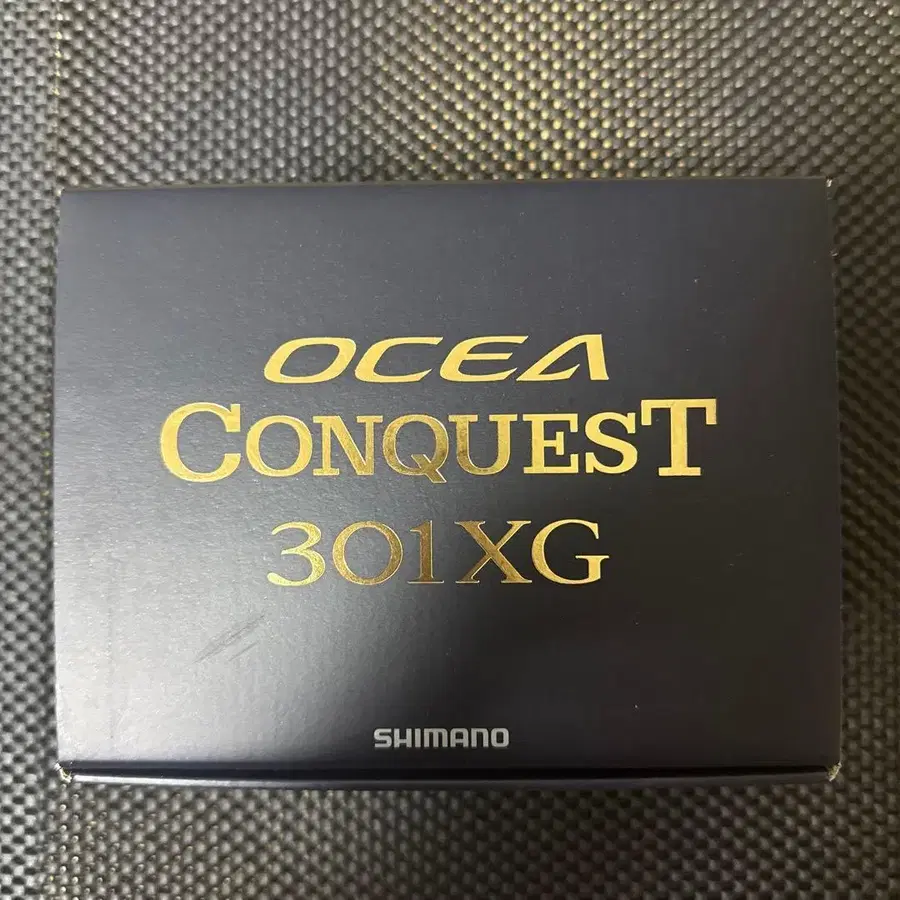 OCEA
CONQUEST
301XG
SHIMANO